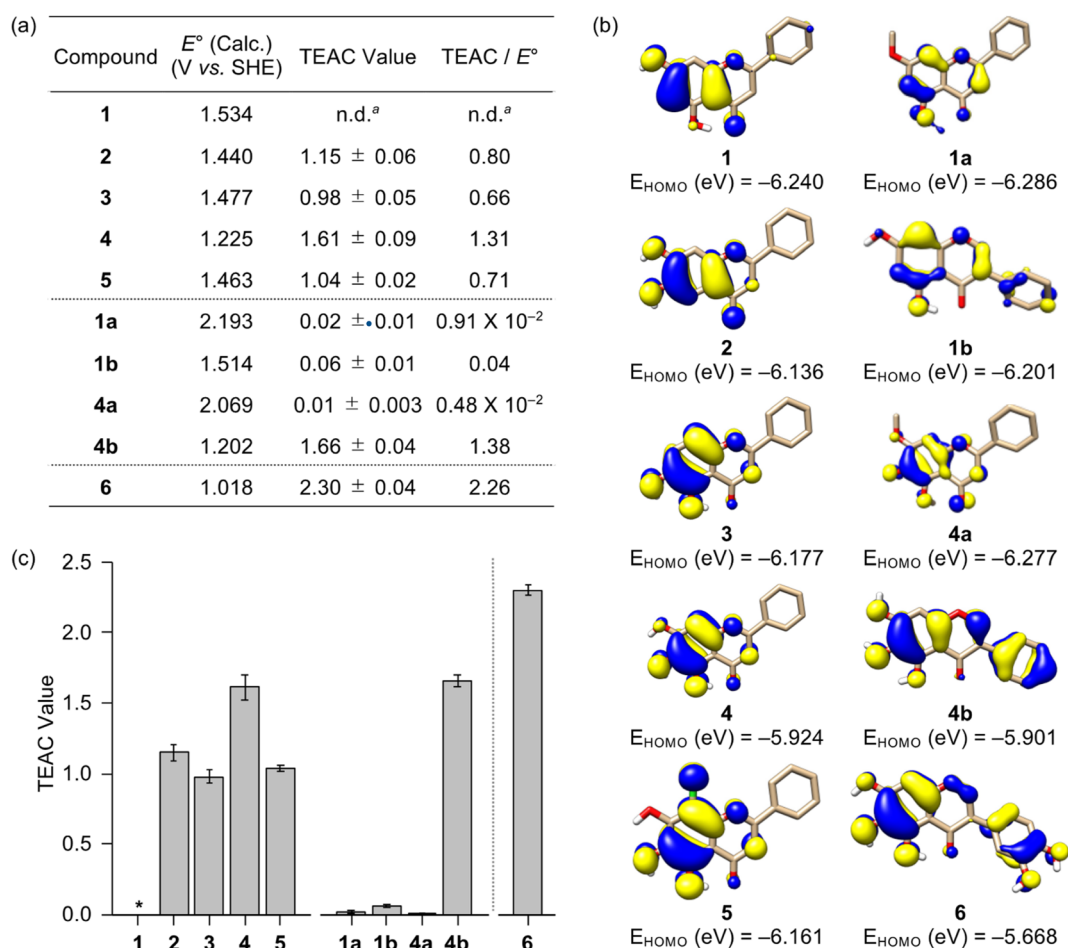 (a)
Compound E° (Calc.) (V vs. SHE) TEAC Value TEAC / E°
1 1.534 n.d.a n.d.a
2 1.440 1.15 ± 0.06 0.80
3 1.477 0.98 ± 0.05 0.66
4 1.225 1.61 ± 0.09 1.31
5 1.463 1.04 ± 0.02 0.71
1a 2.193 0.02 ± 0.01 0.91 X 10–2
1b 1.514 0.06 ± 0.01 0.04
4a 2.069 0.01 ± 0.003 0.48 X 10–2
4b 1.202 1.66 ± 0.04 1.38
6 1.018 2.30 ± 0.04 2.26
(b)
1 1a
EHOMO (eV) = –6.240 EHOMO (eV) = –6.286
2 1b
EHOMO (eV) = –6.136 EHOMO (eV) = –6.201
3 4a
EHOMO (eV) = –6.177 EHOMO (eV) = –6.277
4 4b
EHOMO (eV) = –5.924 EHOMO (eV) = –5.901
5 6
EHOMO (eV) = –6.161 EHOMO (eV) = –5.668
(c)
TEAC Value
2.5
2.0
1.5
1.0
0.5
0.0
*
1 2 3 4 5 1a 1b 4a 4b 6